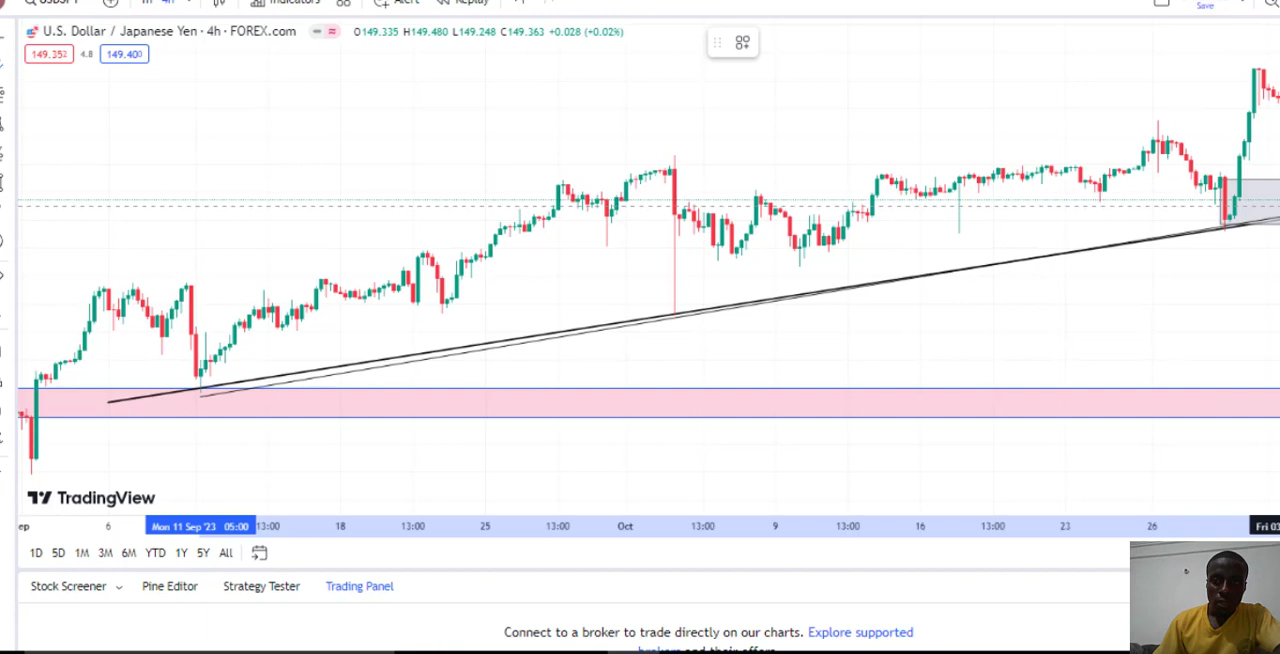 Indicators Alert Replay
Save
U.S. Dollar / Japanese Yen · 4h · FOREX.com O149.335 H149.480 L149.248 C149.363 +0.028 (+0.02%)
149.352 4.8 149.400
TradingView
ep 6 Mon 11 Sep '23 05:00 13:00 18 13:00 25 13:00 Oct 13:00 9 13:00 16 13:00 23 26 Fri 03
1D 5D 1M 3M 6M YTD 1Y 5Y All
Stock Screener Pine Editor Strategy Tester Trading Panel
Connect to a broker to trade directly on our charts. Explore supported
brokers and their offers